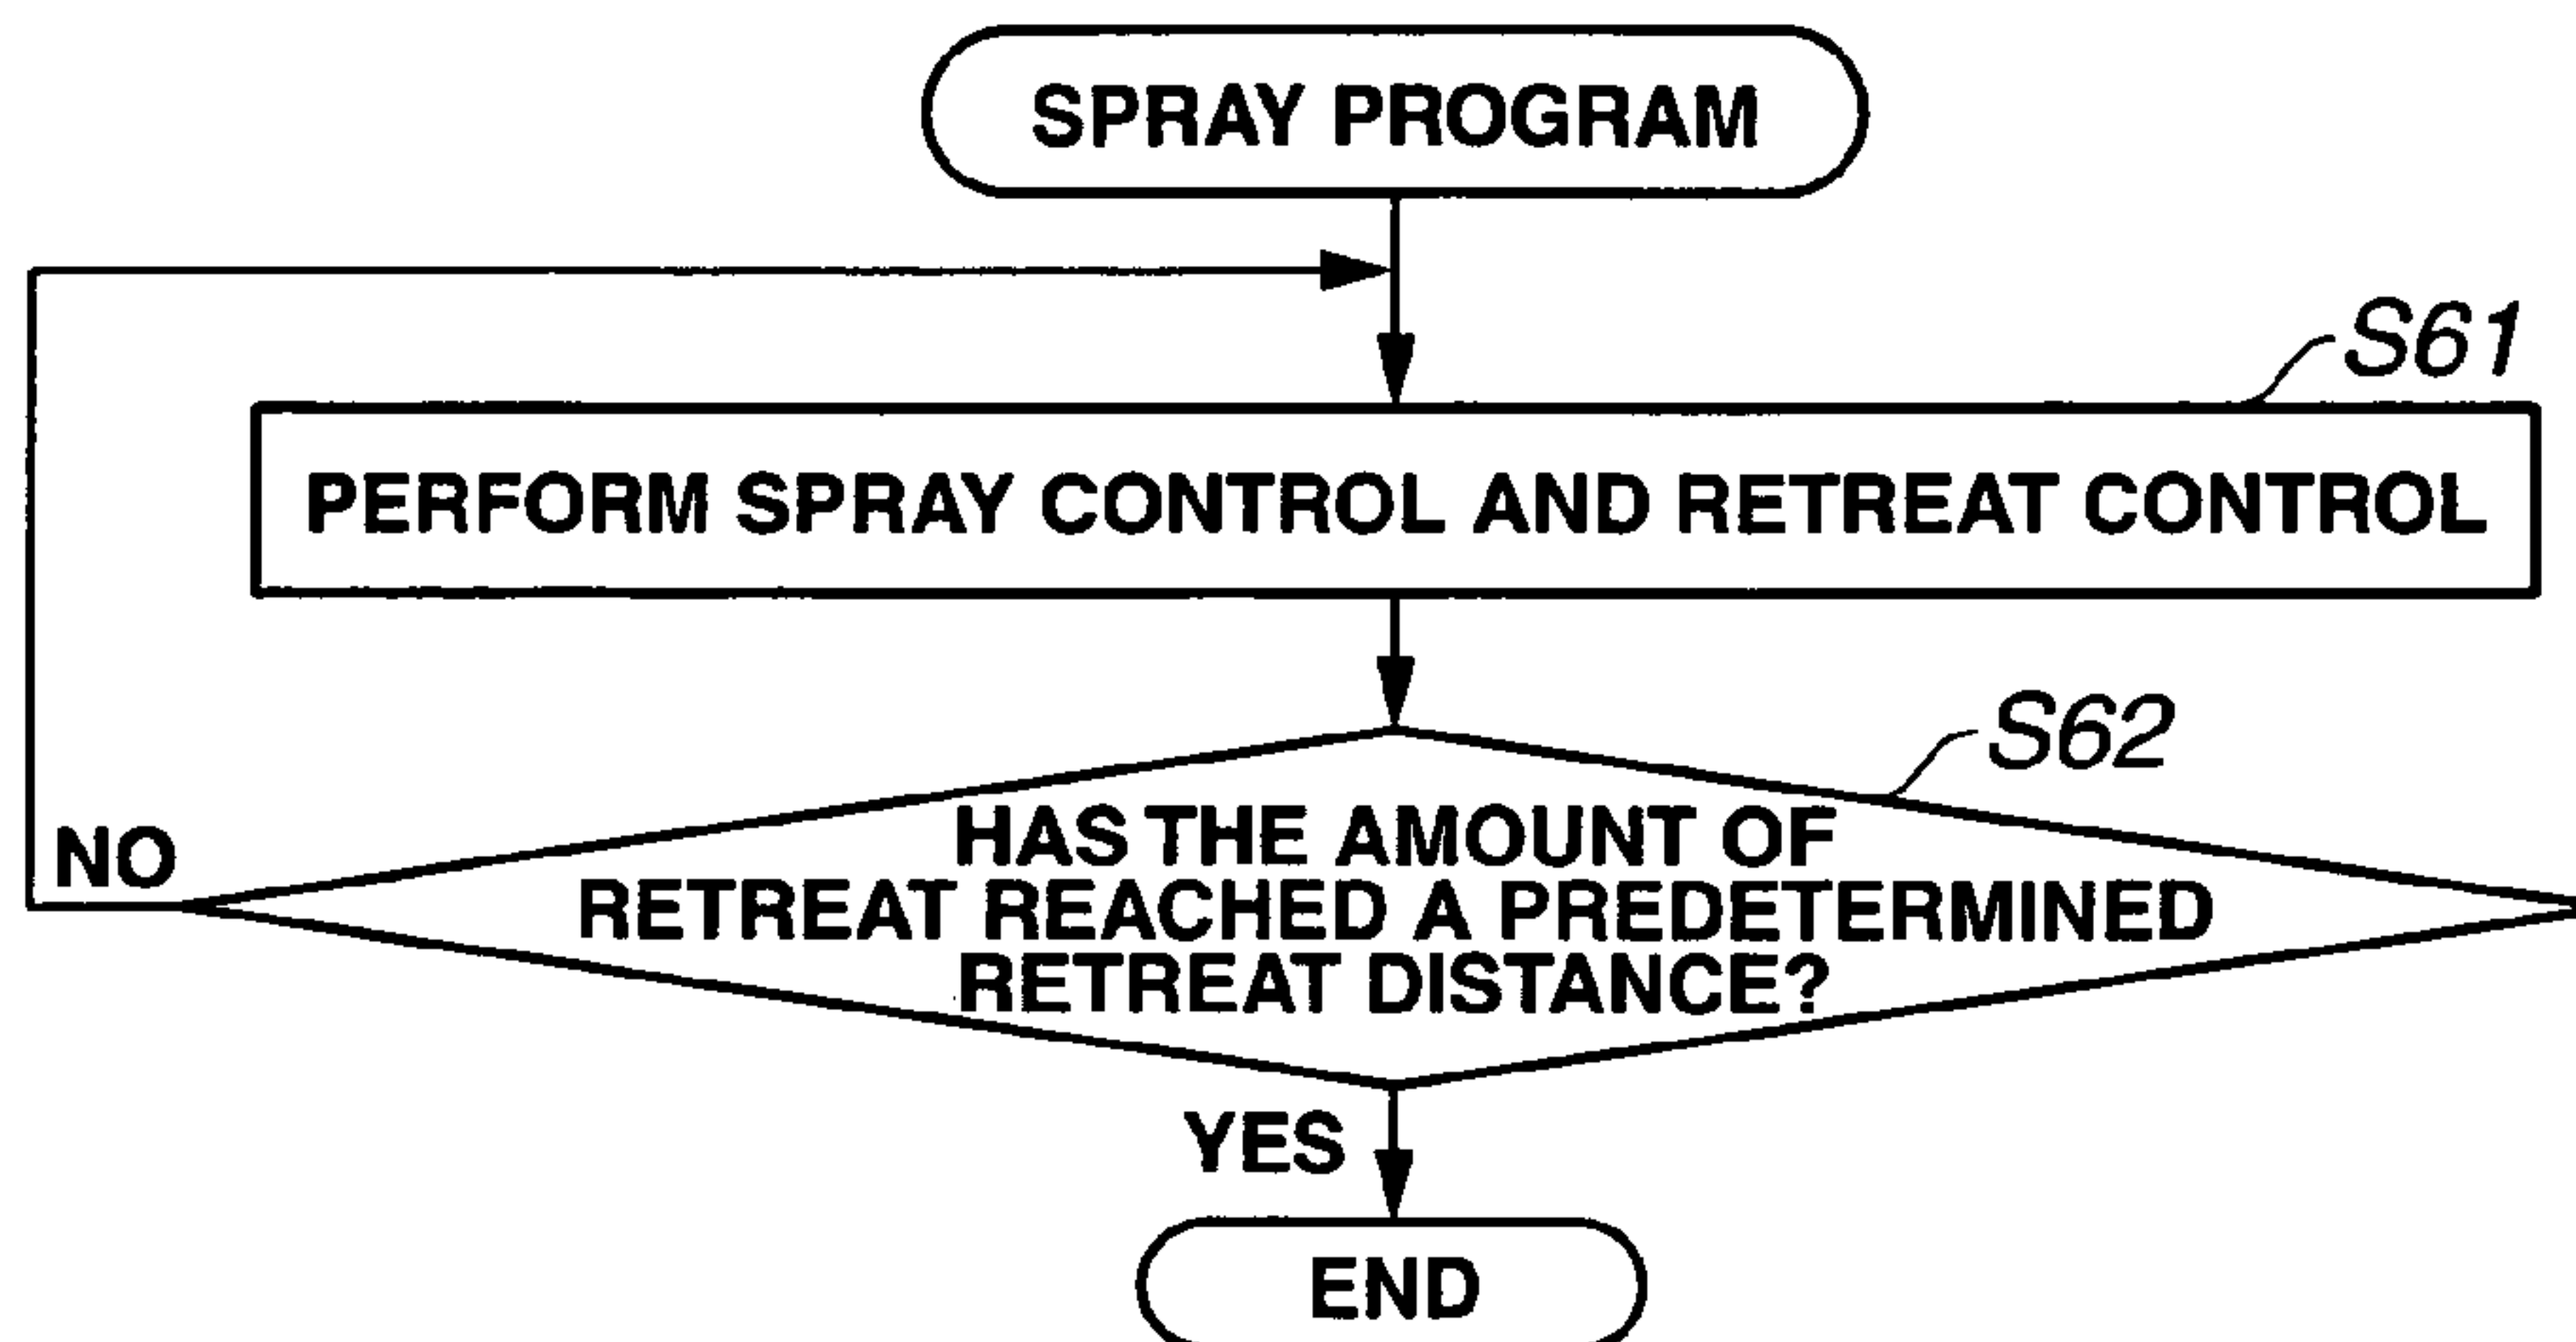 SPRAY PROGRAM
S61
PERFORM SPRAY CONTROL AND RETREAT CONTROL
S62
HAS THE AMOUNT OF
RETREAT REACHED A PREDETERMINED
RETREAT DISTANCE?
NO
YES
END